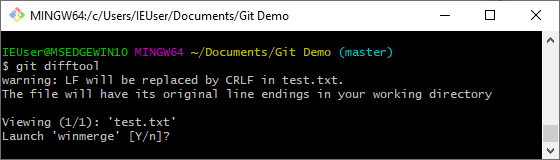 MINGW64:/c/Users/IEUser/Documents/Git Demo
IEUser@MSEDGEWIN10 MINGW64 ~/Documents/Git Demo (master)
$ git difftool
warning: LF will be replaced by CRLF in test.txt.
The file will have its original line endings in your working directory
Viewing (1/1): 'test.txt'
Launch 'winmerge' [Y/n]?